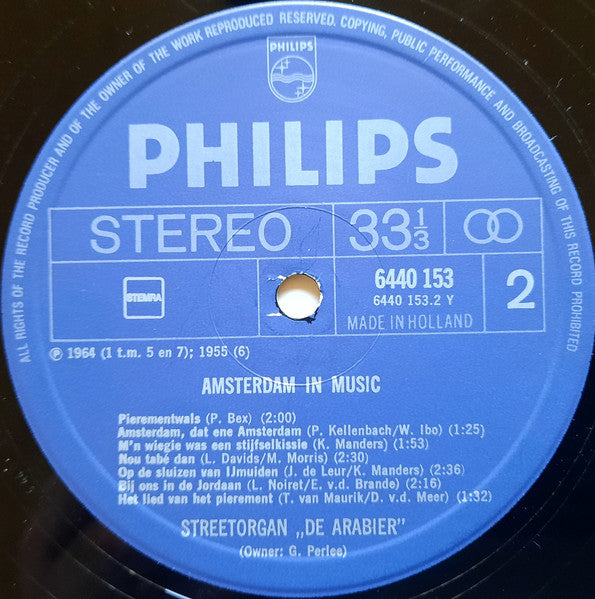 ALL RIGHTS OF THE RECORD PRODUCER AND OF THE OWNER OF THE WORK REPRODUCED RESERVED. COPYING, PUBLIC PERFORMANCE AND BROADCASTING OF THIS RECORD PROHIBITED
PHILIPS
PHILIPS
STEREO 33⅓
STEMRA
6440 153
6440 153.2 Y
2
MADE IN HOLLAND
℗ 1964 (1 t.m. 5 en 7); 1955 (6)
AMSTERDAM IN MUSIC
Pierementwals (P. Bex) (2:00)
Amsterdam, dat ene Amsterdam (P. Kellenbach/W. Ibo) (1:25)
M'n wiegie was een stijfselkissie (K. Manders) (1:53)
Nou tabé dan (L. Davids/M. Morris) (2:30)
Op de sluizen van IJmuiden (J. de Leur/K. Manders) (2:36)
Bij ons in de Jordaan (L. Noiret/E. v.d. Brande) (2:16)
Het lied van het pierement (T. van Maurik/D. v.d. Meer) (1:32)
STREETORGAN „DE ARABIER"
(Owner: G. Perlee)